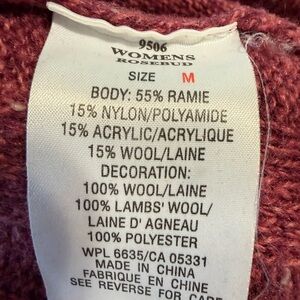 9506
WOMENS
ROSEBUD
SIZE M
BODY: 55% RAMIE
15% NYLON/POLYAMIDE
15% ACRYLIC/ACRYLIQUE
15% WOOL/LAINE
DECORATION:
100% WOOL/LAINE
100% LAMBS' WOOL/
LAINE D'AGNEAU
100% POLYESTER
WPL 6635/CA 05331
MADE IN CHINA
FABRIQUE EN CHINE
SEE REVERSE FOR CARE